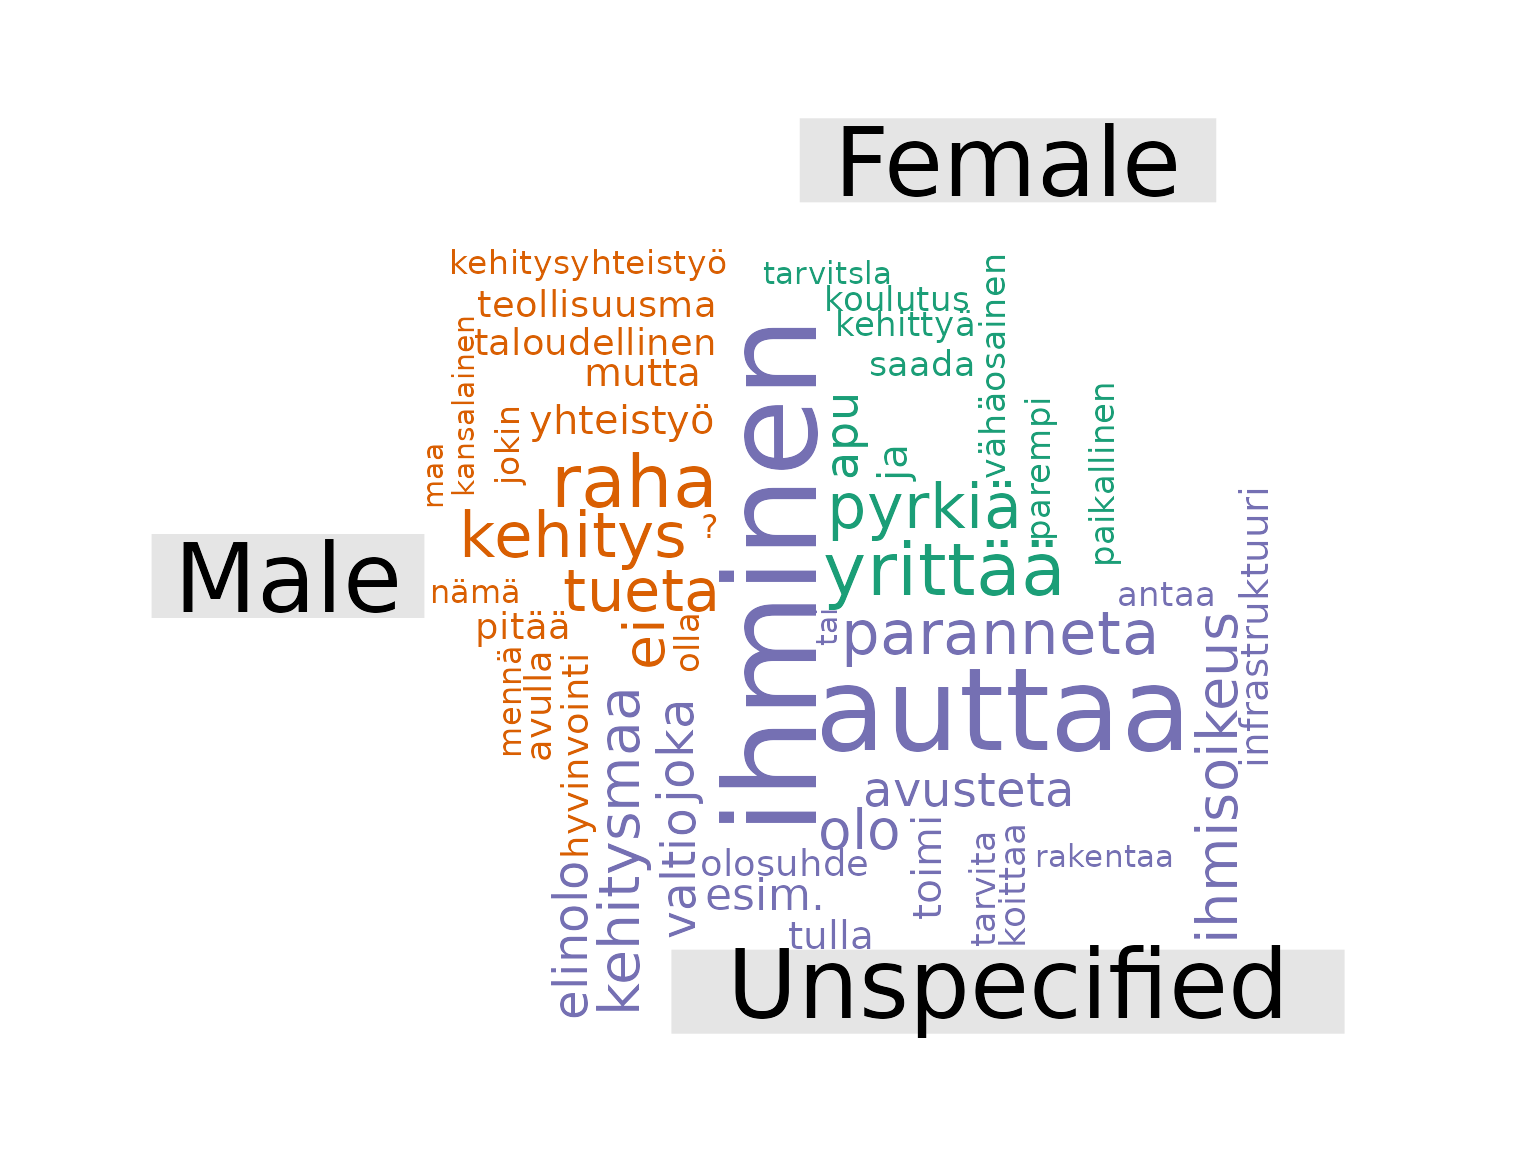 Female
kehitysyhteistyö
tarvitsla
teollisuusma
koulutus
taloudellinen
kehittyä
kansalainen
mutta
saada
vähäosainen
yhteistyö
jokin
maa
apu
ja
parempi
paikallinen
raha
kehitys
?
pyrkiä
yrittää
ihminen
Male
nämä
tueta
antaa
infrastruktuuri
pitää
ei
olla
tai
paranneta
mennä
avulla
hyvinvointi
auttaa
ihmisoikeus
kehitysmaa
joka
avusteta
valtio
olo
olosuhde
toimi
tarvita
koittaa
rakentaa
esim.
elinolo
tulla
Unspecified